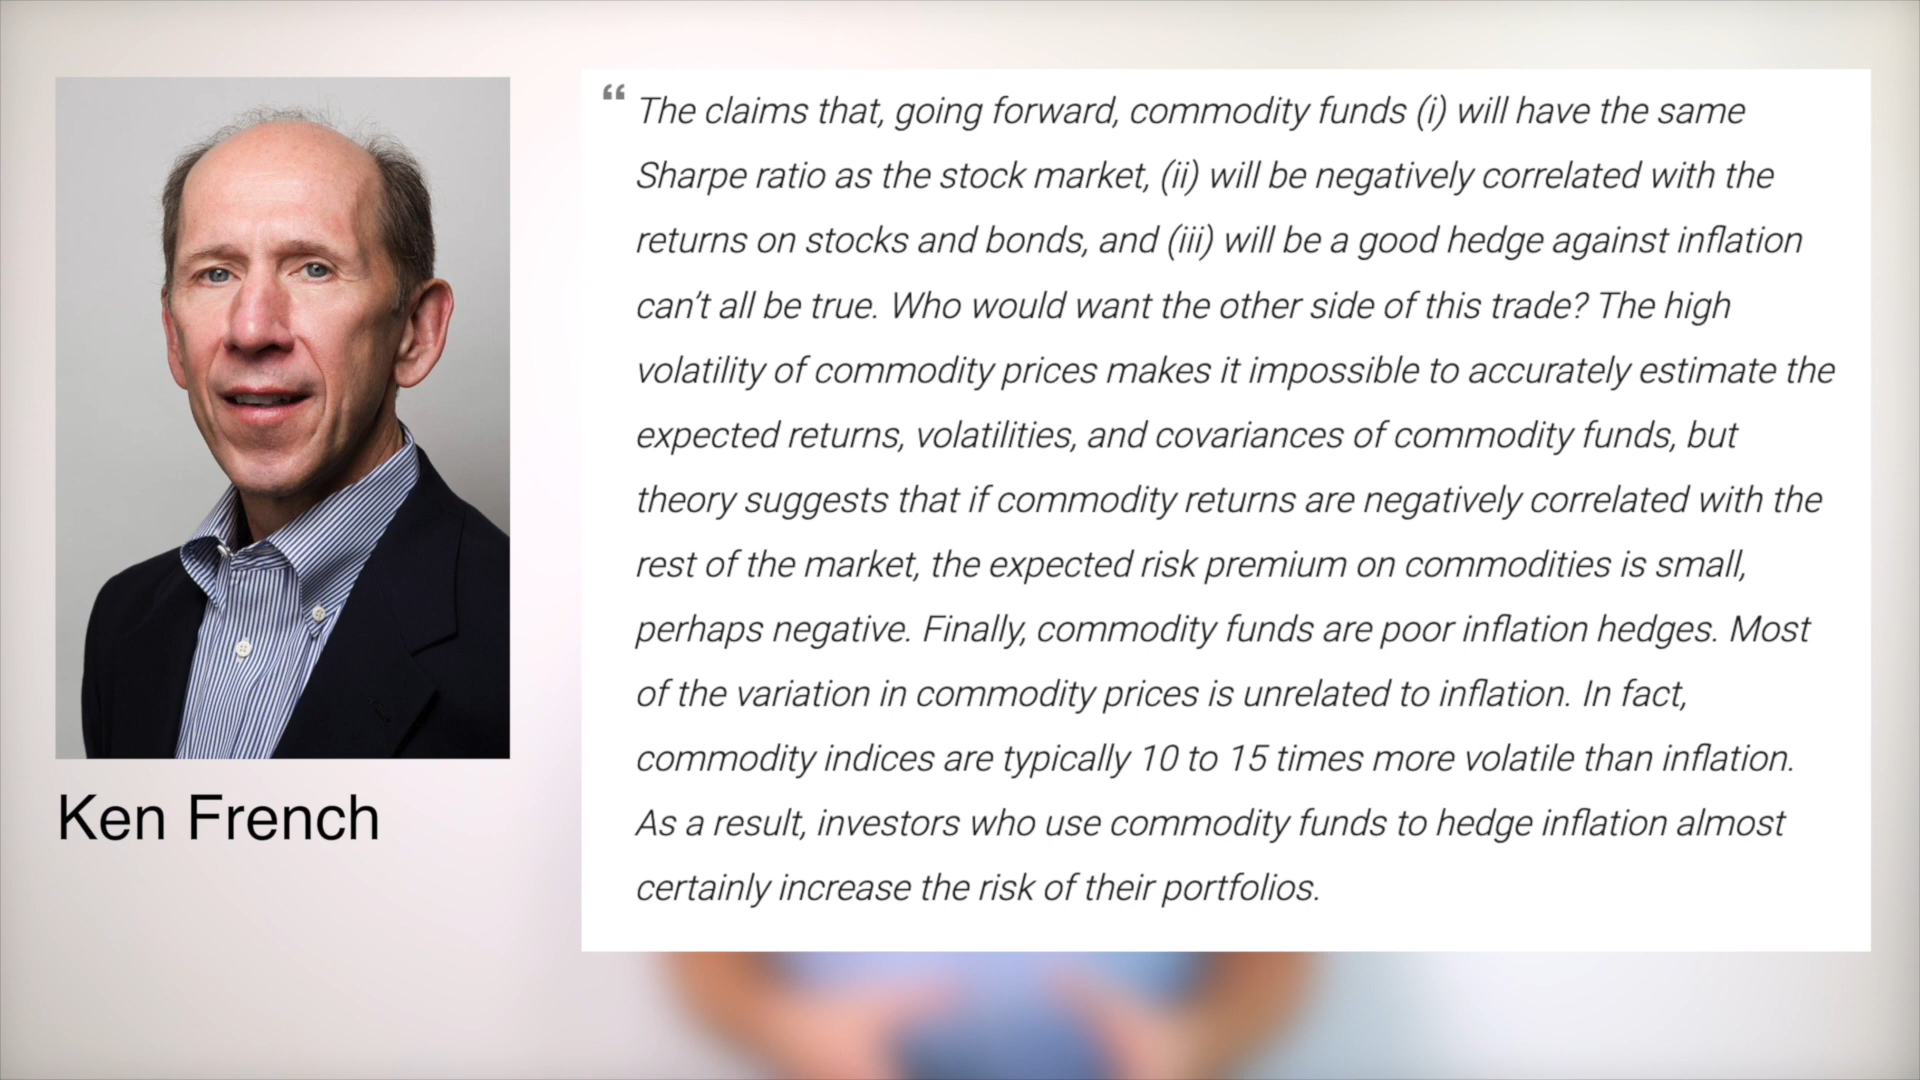 “ The claims that, going forward, commodity funds (i) will have the same
Sharpe ratio as the stock market, (ii) will be negatively correlated with the
returns on stocks and bonds, and (iii) will be a good hedge against inflation
can’t all be true. Who would want the other side of this trade? The high
volatility of commodity prices makes it impossible to accurately estimate the
expected returns, volatilities, and covariances of commodity funds, but
theory suggests that if commodity returns are negatively correlated with the
rest of the market, the expected risk premium on commodities is small,
perhaps negative. Finally, commodity funds are poor inflation hedges. Most
of the variation in commodity prices is unrelated to inflation. In fact,
commodity indices are typically 10 to 15 times more volatile than inflation.
As a result, investors who use commodity funds to hedge inflation almost
certainly increase the risk of their portfolios.
Ken French